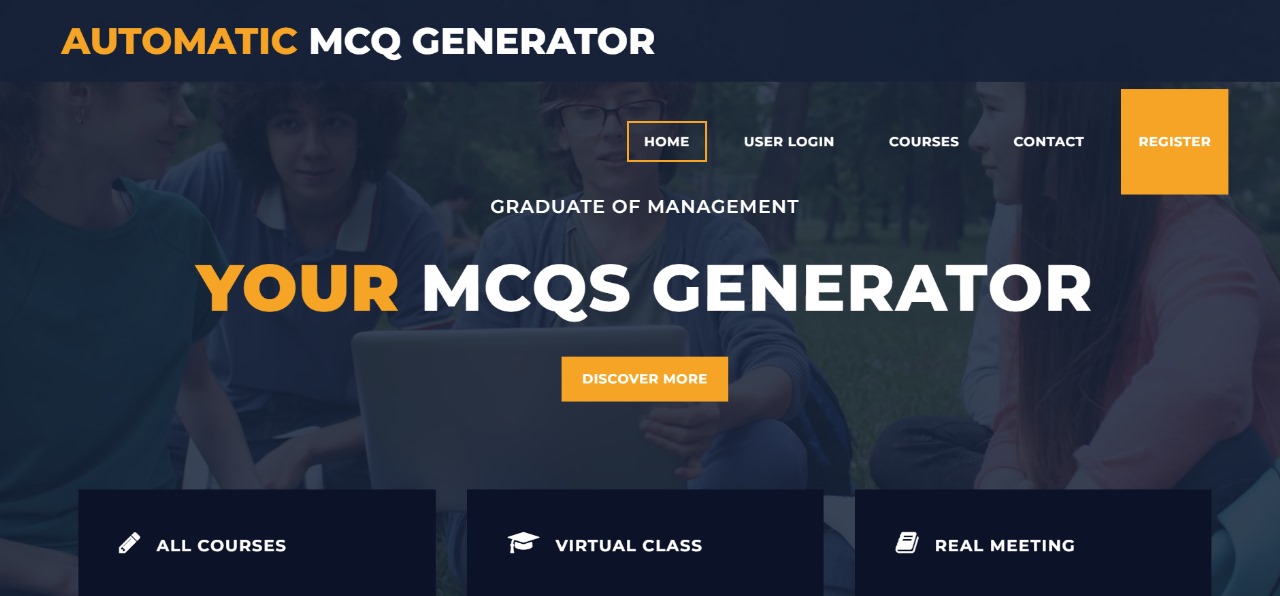 AUTOMATIC MCQ GENERATOR
HOME USER LOGIN COURSES CONTACT REGISTER
GRADUATE OF MANAGEMENT
YOUR MCQS GENERATOR
DISCOVER MORE
ALL COURSES VIRTUAL CLASS REAL MEETING